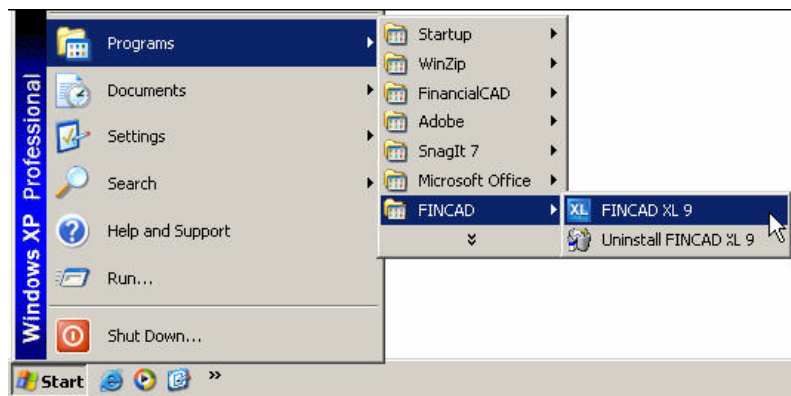 Windows XP Professional
Programs
Documents
Settings
Search
Help and Support
Run...
Shut Down...
Startup
WinZip
FinancialCAD
Adobe
SnagIt 7
Microsoft Office
FINCAD
XL FINCAD XL 9
Uninstall FINCAD XL 9
Start